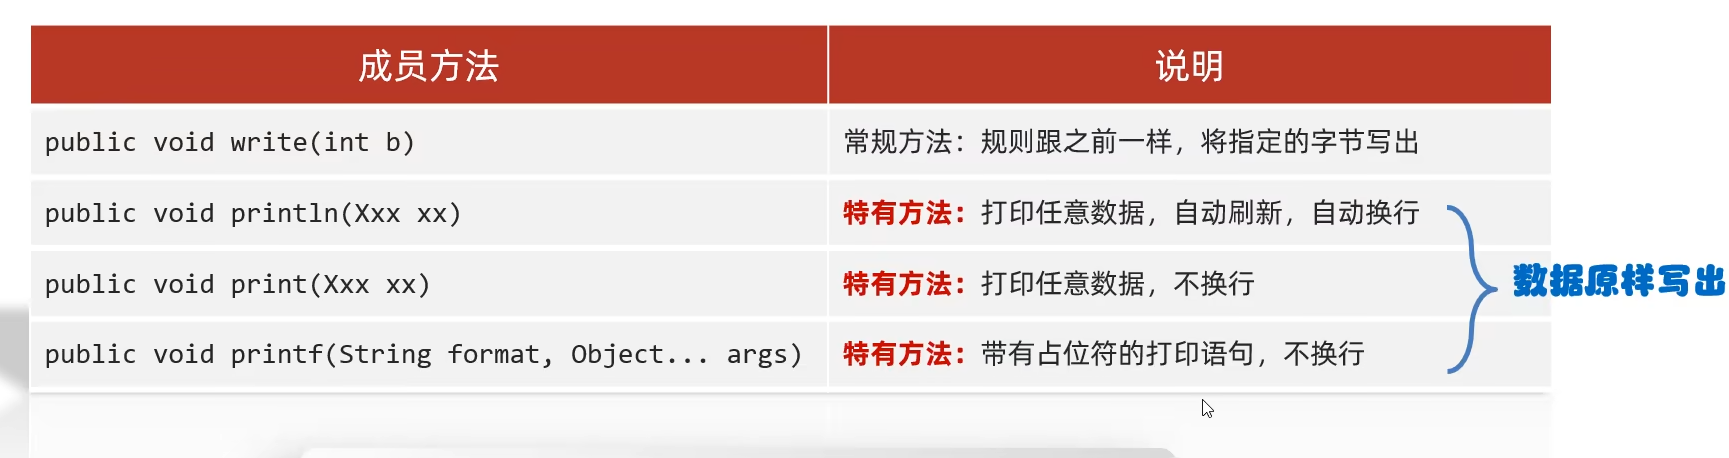 成员方法 说明
public void write(int b) 常规方法：规则跟之前一样，将指定的字节写出
public void println(Xxx xx) 特有方法：打印任意数据，自动刷新，自动换行
public void print(Xxx xx) 特有方法：打印任意数据，不换行
数据原样写出
public void printf(String format, Object... args) 特有方法：带有占位符的打印语句，不换行